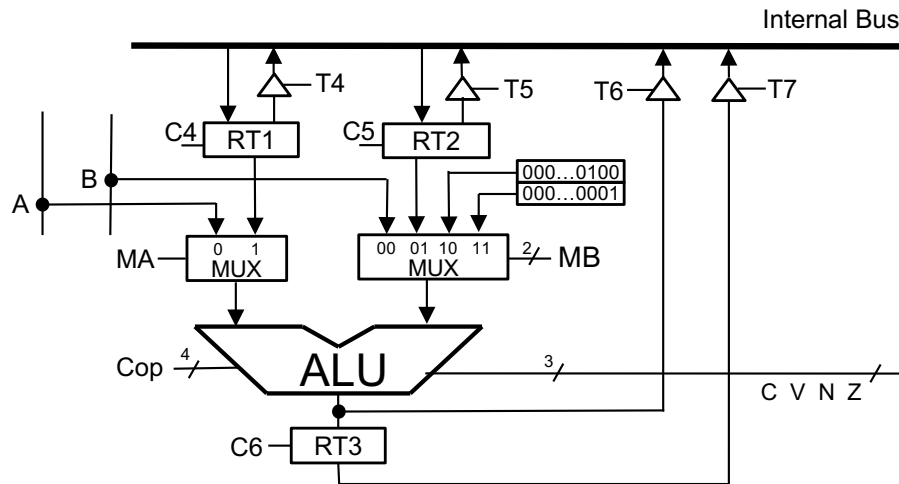 Internal Bus
T4
T5
T6
T7
C4
RT1
C5
RT2
B
000...0100
000...0001
A
0 1
MUX
MA
00 01 10 11
MUX
2
MB
Cop
4
ALU
3
C V N Z
C6
RT3